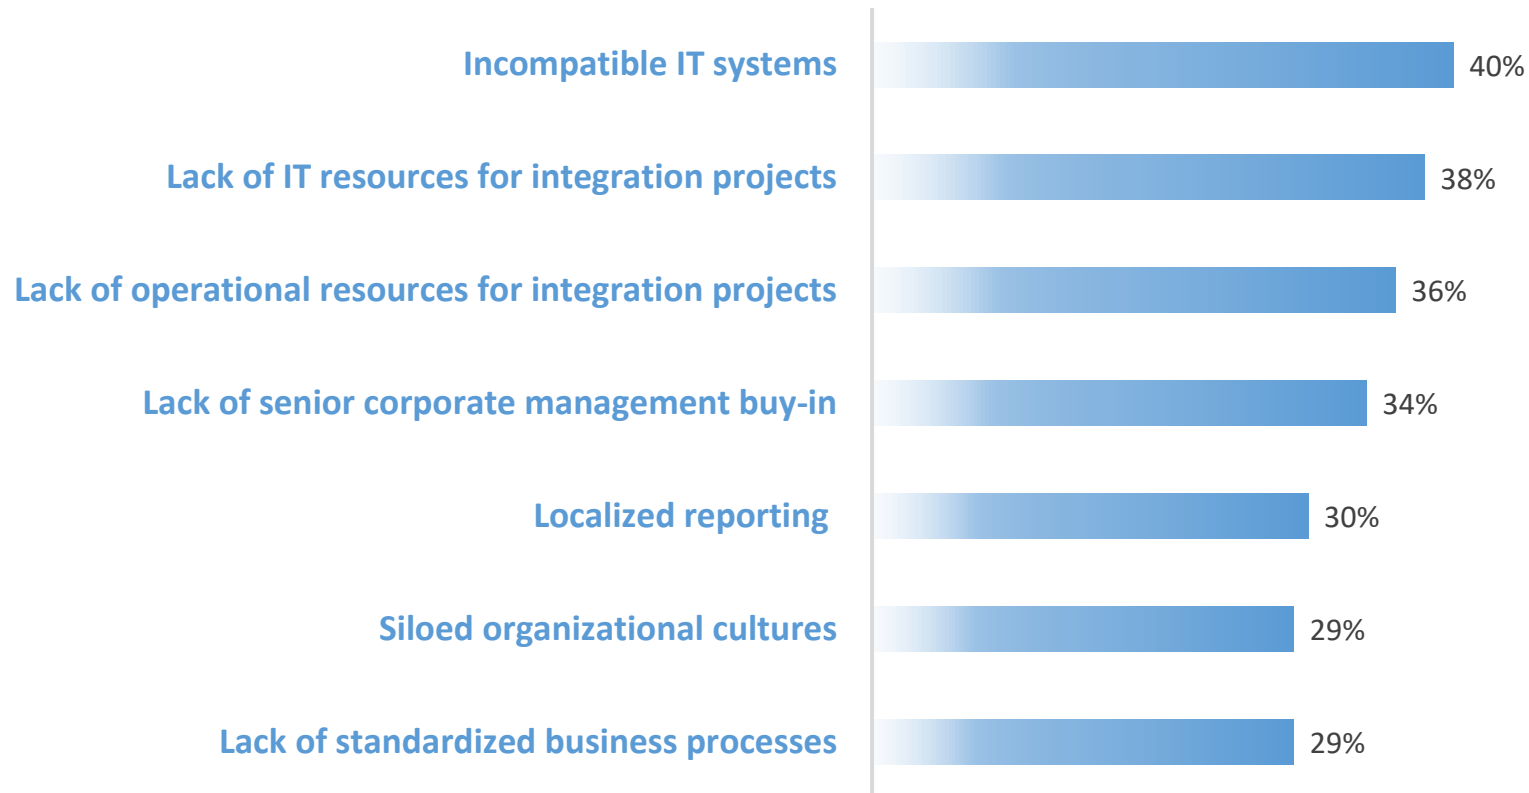 Incompatible IT systems 40%
Lack of IT resources for integration projects 38%
Lack of operational resources for integration projects 36%
Lack of senior corporate management buy-in 34%
Localized reporting 30%
Siloed organizational cultures 29%
Lack of standardized business processes 29%